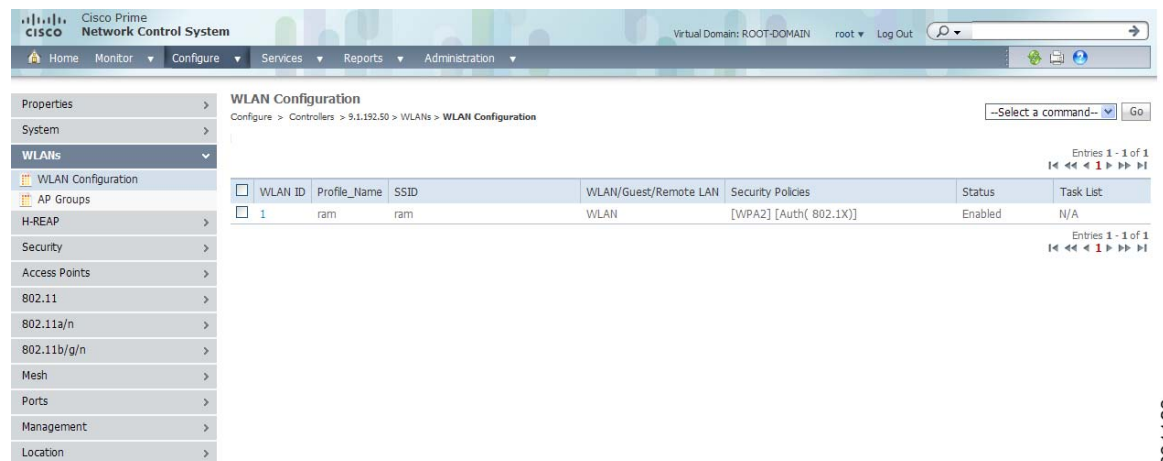 Cisco Prime
CISCO Network Control System
Virtual Domain: ROOT-DOMAIN root Log Out
Home Monitor Configure Services Reports Administration
Properties
System
WLANs
WLAN Configuration
AP Groups
H-REAP
Security
Access Points
802.11
802.11a/n
802.11b/g/n
Mesh
Ports
Management
Location
WLAN Configuration
Configure > Controllers > 9.1.192.50 > WLANs > WLAN Configuration
--Select a command-- Go
Entries 1 - 1 of 1
1
WLAN ID Profile_Name SSID WLAN/Guest/Remote LAN Security Policies Status Task List
1 ram ram WLAN [WPA2] [Auth( 802.1X)] Enabled N/A
Entries 1 - 1 of 1
1